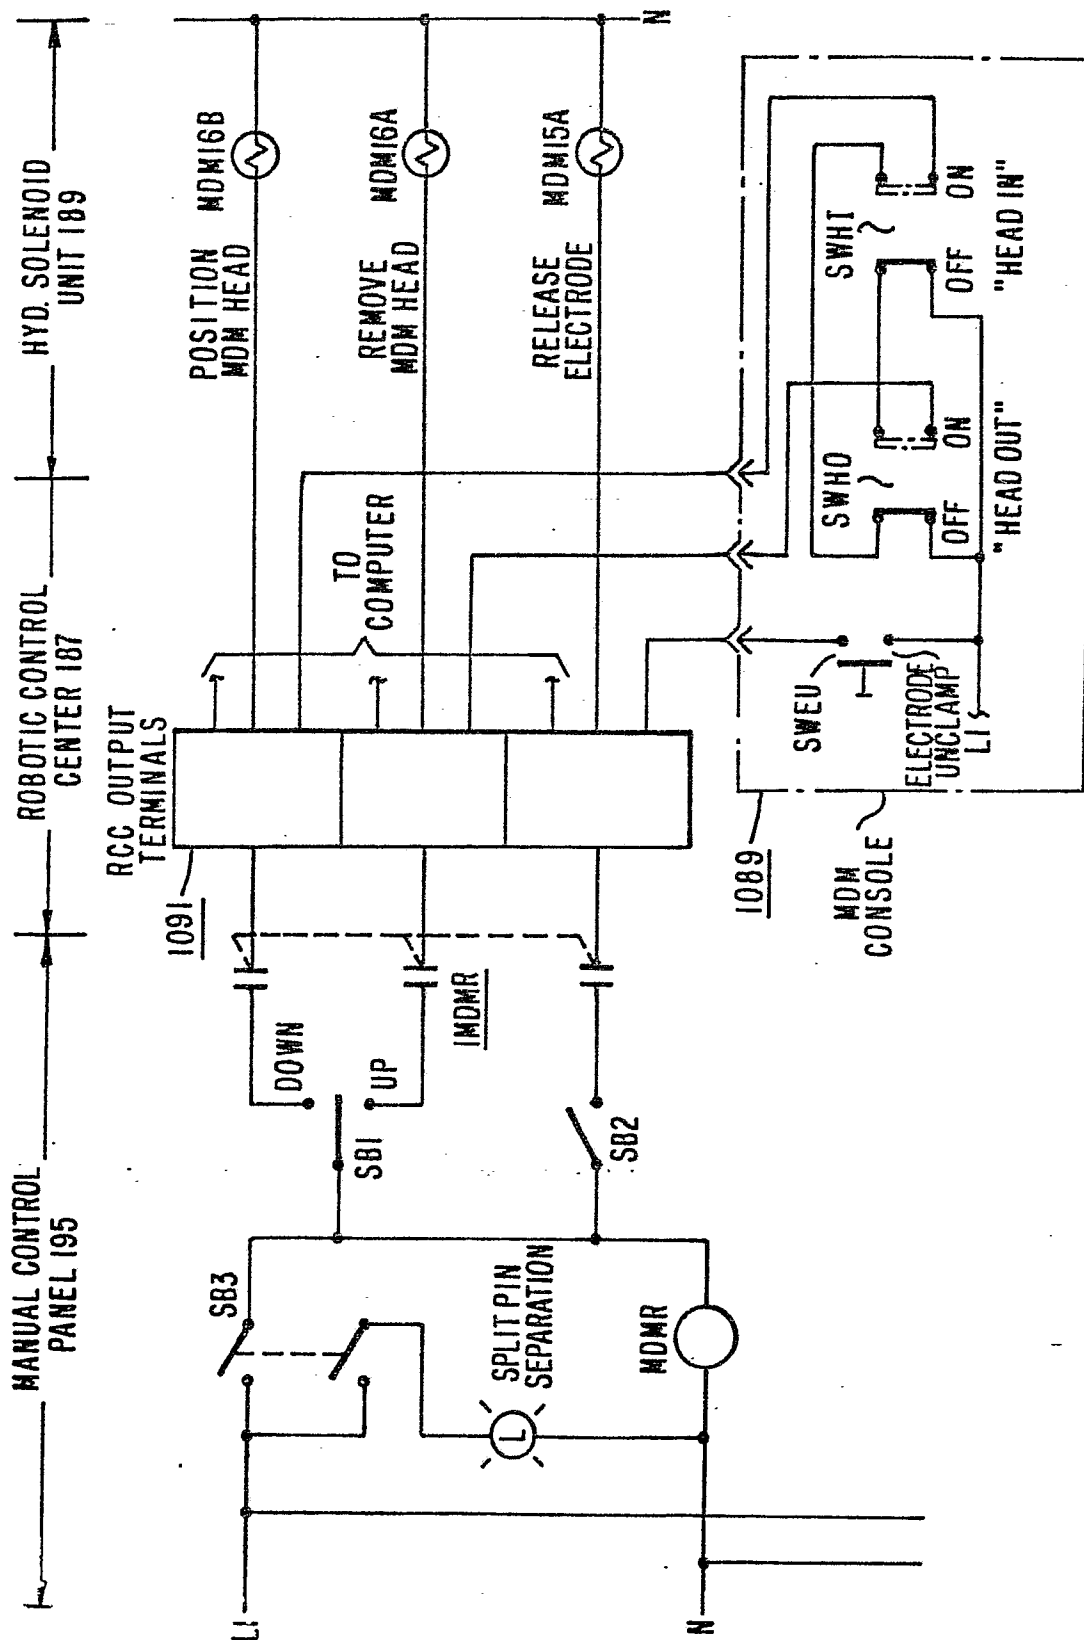 MANUAL CONTROL
PANEL 195
ROBOTIC CONTROL
CENTER 187
HYD. SOLENOID
UNIT 189
RCC OUTPUT
TERMINALS
1091
L1
SB3
SPLIT PIN
SEPARATION
L
MDMR
N
SB1
DOWN
UP
SB2
1MDMR
TO
COMPUTER
POSITION
MDM HEAD
MDM16B
REMOVE
MDM HEAD
MDM16A
RELEASE
ELECTRODE
MDM15A
N
1089
MDM
CONSOLE
SWEU
ELECTRODE
UNCLAMP
L1
SWHO
OFF
ON
"HEAD OUT"
SWHI
OFF
ON
"HEAD IN"